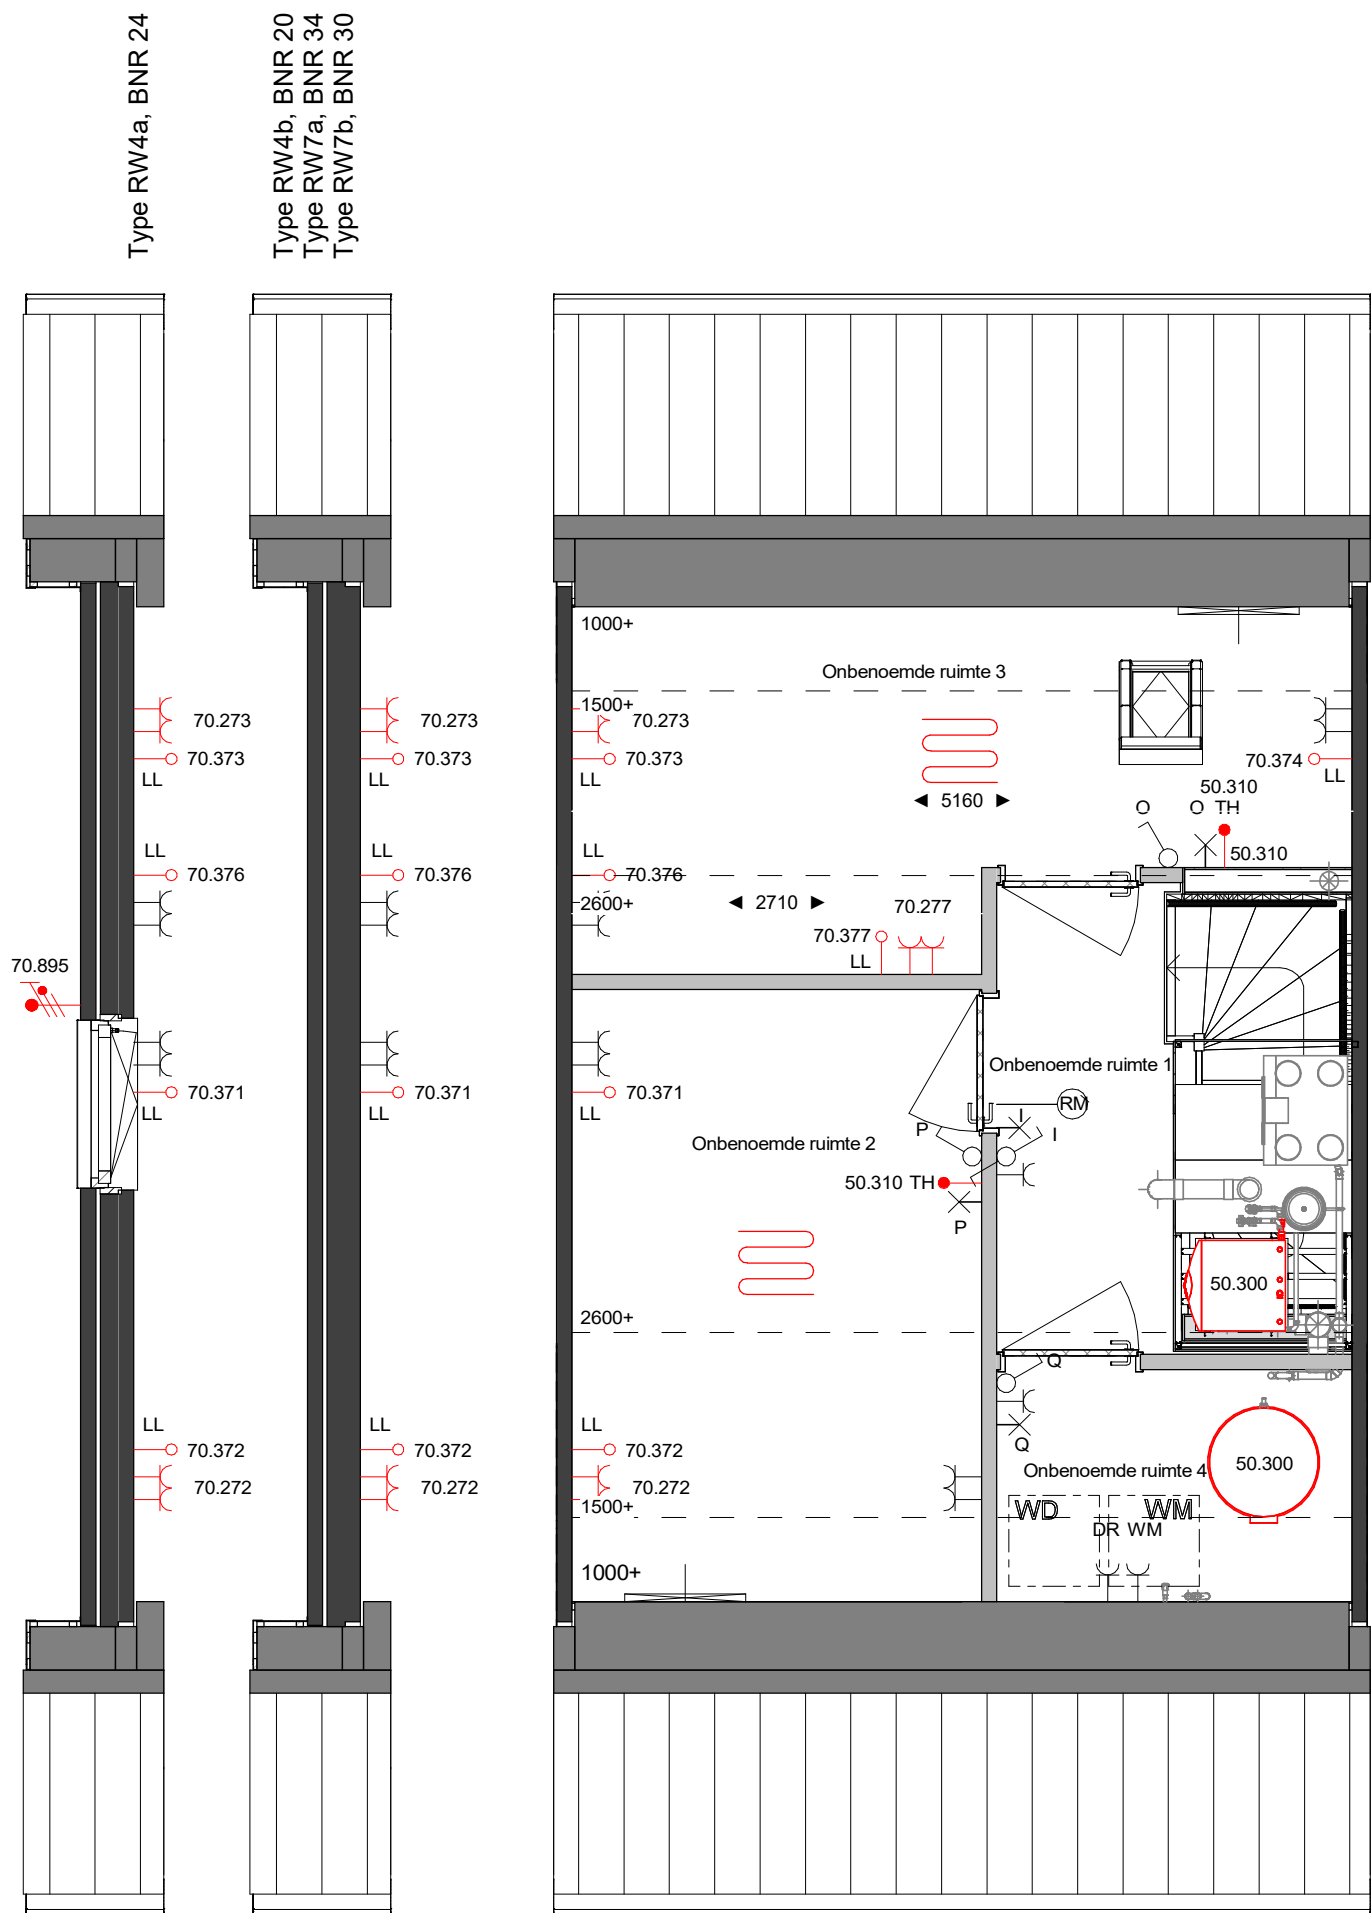 Type RW4a, BNR 24
Type RW4b, BNR 20
Type RW7a, BNR 34
Type RW7b, BNR 30
70.273
70.373
LL
LL
70.376
70.895
70.371
LL
LL
70.372
70.272
70.273
70.373
LL
LL
70.376
70.371
LL
LL
70.372
70.272
1000+
Onbenoemde ruimte 3
1500+
70.273
70.373
70.374
LL
50.310
5160
O
O TH
50.310
LL
70.376
2600+
2710
70.277
70.377
LL
Onbenoemde ruimte 1
70.371
LL
RM
I
P
I
Onbenoemde ruimte 2
50.310 TH
P
50.300
2600+
Q
LL
70.372
Q
Onbenoemde ruimte 4
50.300
70.272
1500+
WD
WM
DR WM
1000+